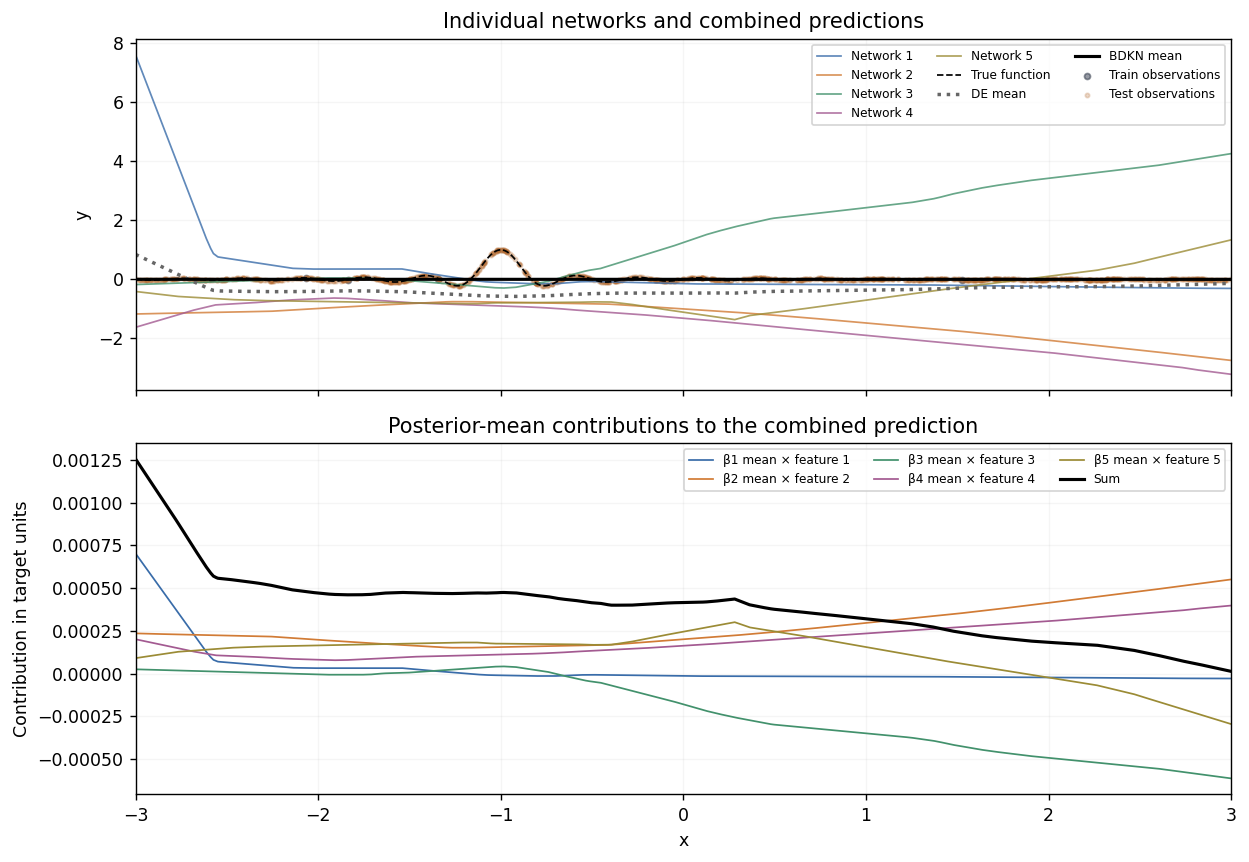 Individual networks and combined predictions
8
6
4
2
0
−2
y
Network 1
Network 2
Network 3
Network 4
Network 5
True function
DE mean
BDKN mean
Train observations
Test observations
Posterior-mean contributions to the combined prediction
0.00125
0.00100
0.00075
0.00050
0.00025
0.00000
−0.00025
−0.00050
Contribution in target units
β1 mean × feature 1
β2 mean × feature 2
β3 mean × feature 3
β4 mean × feature 4
β5 mean × feature 5
Sum
−3
−2
−1
0
1
2
3
x